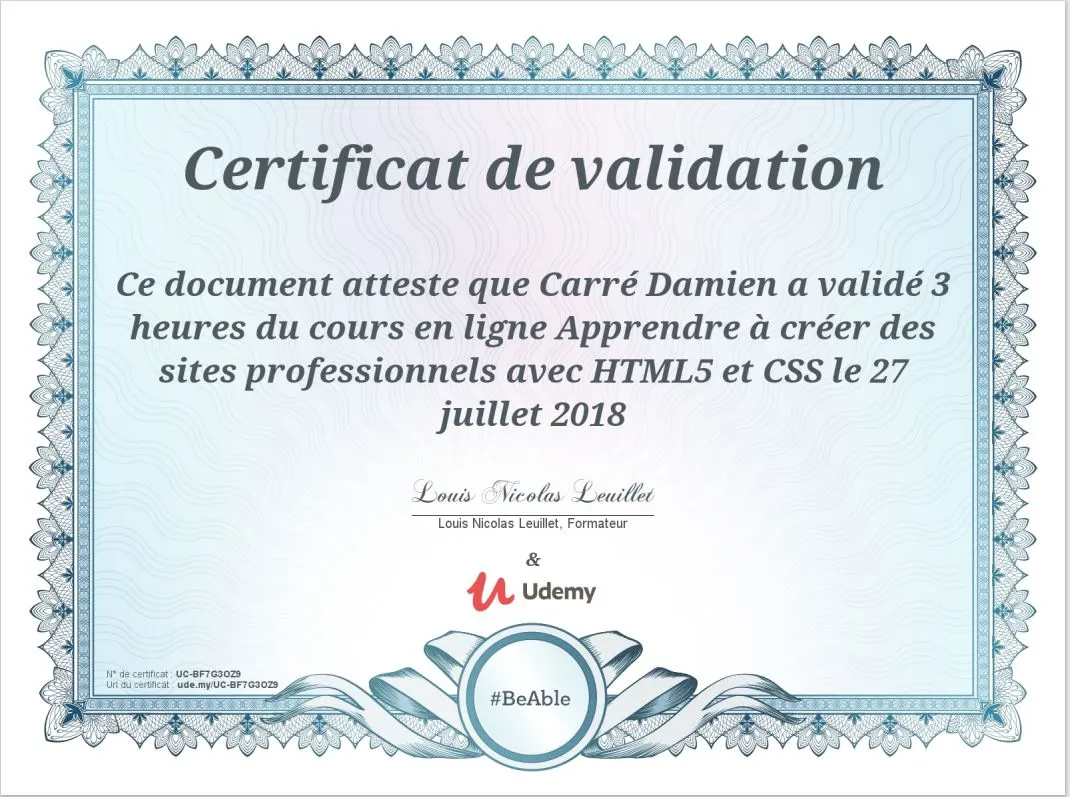 Certificat de validation
Ce document atteste que Carré Damien a validé 3
heures du cours en ligne Apprendre à créer des
sites professionnels avec HTML5 et CSS le 27
juillet 2018
Louis Nicolas Leuillet
Louis Nicolas Leuillet, Formateur
&
Udemy
N° de certificat : UC-BF7G3OZ9
Url du certificat : ude.my/UC-BF7G3OZ9
#BeAble